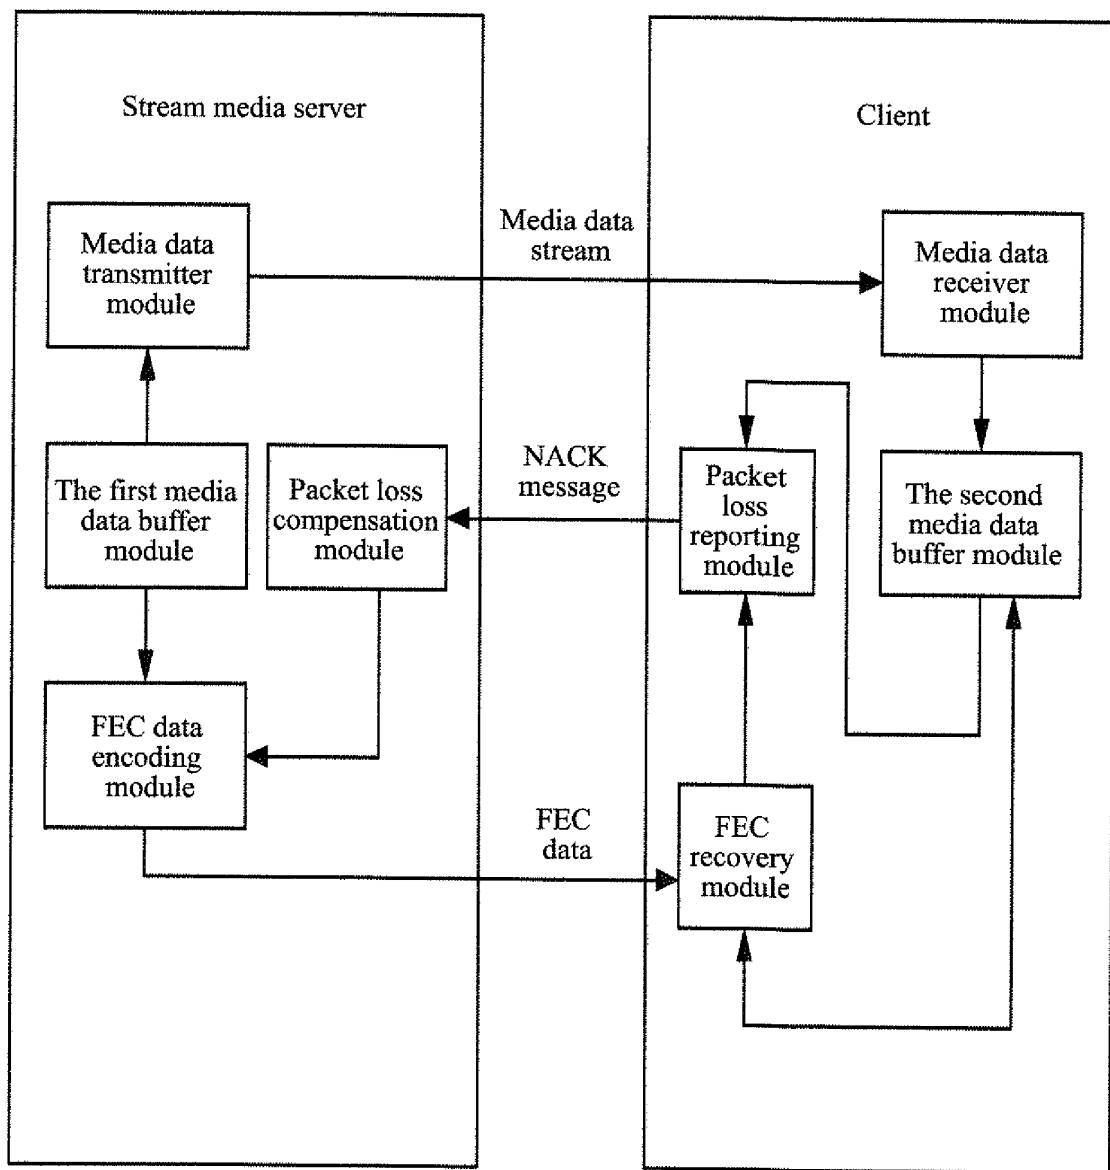 Stream media server
Client
Media data
transmitter
module
Media data
stream
Media data
receiver
module
The first media
data buffer
module
Packet loss
compensation
module
NACK
message
Packet
loss
reporting
module
The second
media data
buffer module
FEC data
encoding
module
FEC
data
FEC
recovery
module